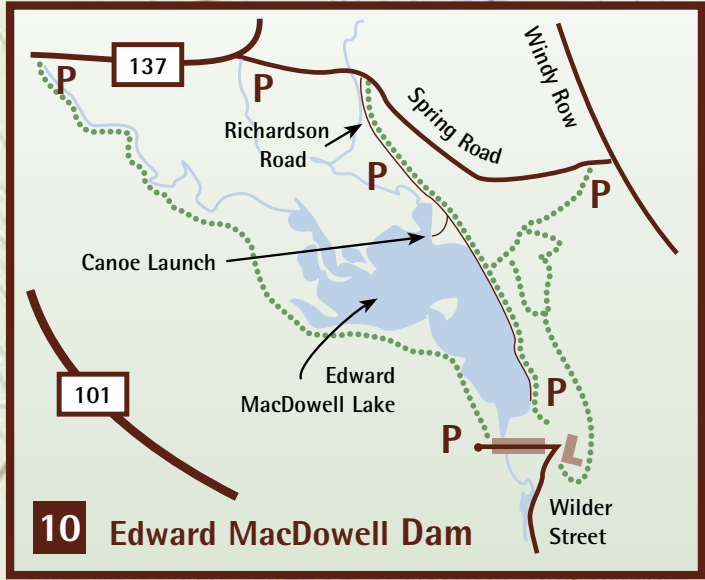 137
P
P
Windy Row
Spring Road
Richardson
Road
P
P
Canoe Launch
Edward
MacDowell Lake
101
P
P
Wilder
Street
10 Edward MacDowell Dam